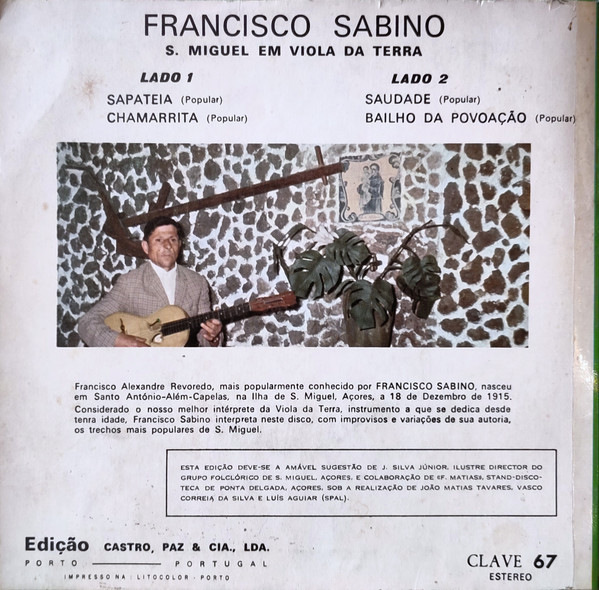 FRANCISCO SABINO
S. MIGUEL EM VIOLA DA TERRA
LADO 1
SAPATEIA (Popular)
CHAMARRITA (Popular)
LADO 2
SAUDADE (Popular)
BAILHO DA POVOAÇÃO (Popular)
Francisco Alexandre Revoredo, mais popularmente conhecido por FRANCISCO SABINO, nasceu
em Santo António-Além-Capelas, na Ilha de S. Miguel, Açores, a 18 de Dezembro de 1915.
Considerado o nosso melhor intérprete da Viola da Terra, instrumento a que se dedica desde
tenra idade, Francisco Sabino interpreta neste disco, com improvisos e variações de sua autoria,
os trechos mais populares de S. Miguel.
ESTA EDIÇÃO DEVE-SE A AMÁVEL SUGESTÃO DE J. SILVA JÚNIOR, ILUSTRE DIRECTOR DO
GRUPO FOLCLÓRICO DE S. MIGUEL, AÇORES, E COLABORAÇÃO DE (F. MATIAS), STAND-DISCO-
TECA DE PONTA DELGADA, AÇORES, SOB A REALIZAÇÃO DE JOÃO MATIAS TAVARES, VASCO
CORREIA DA SILVA E LUÍS AGUIAR (SPAL).
Edição CASTRO, PAZ & CIA., LDA.
PORTO ——— PORTUGAL
IMPRESSO NA : LITOCOLOR - PORTO
CLAVE 67
ESTEREO